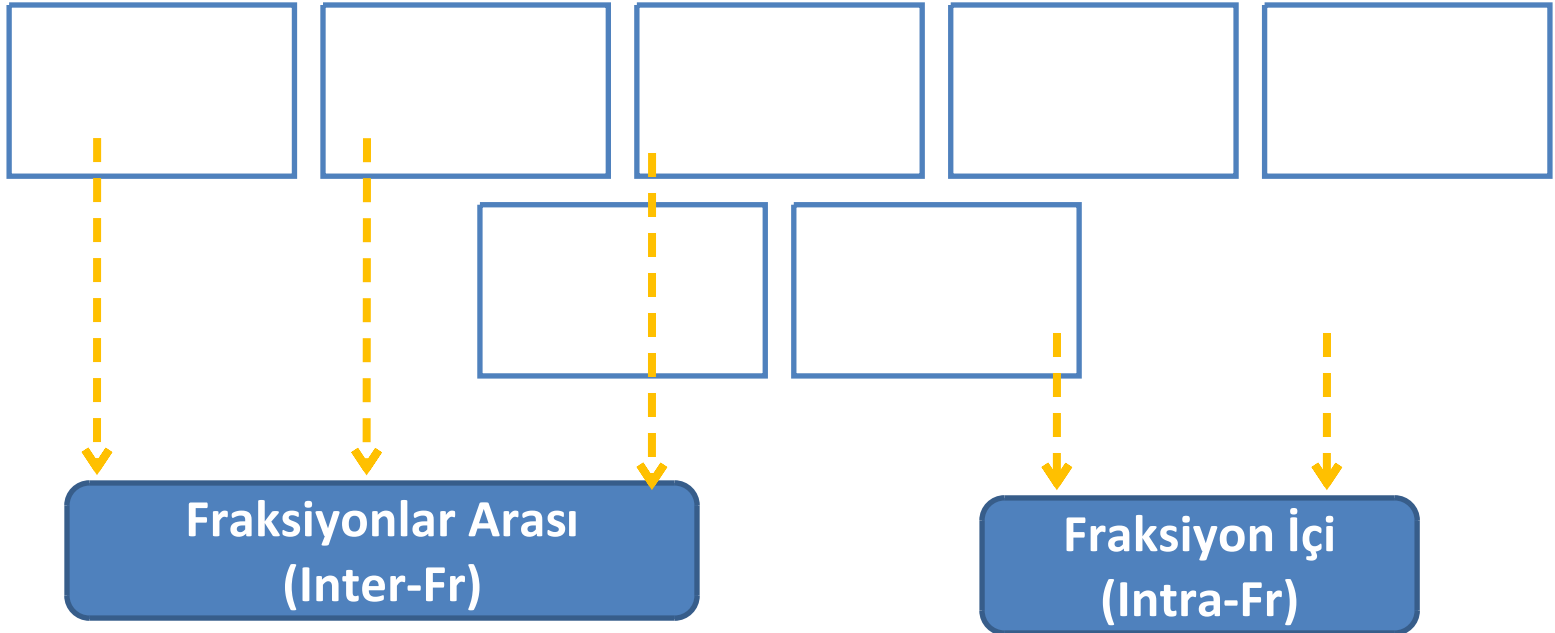 Fraksiyonlar Arası
(Inter-Fr)
Fraksiyon İçi
(Intra-Fr)